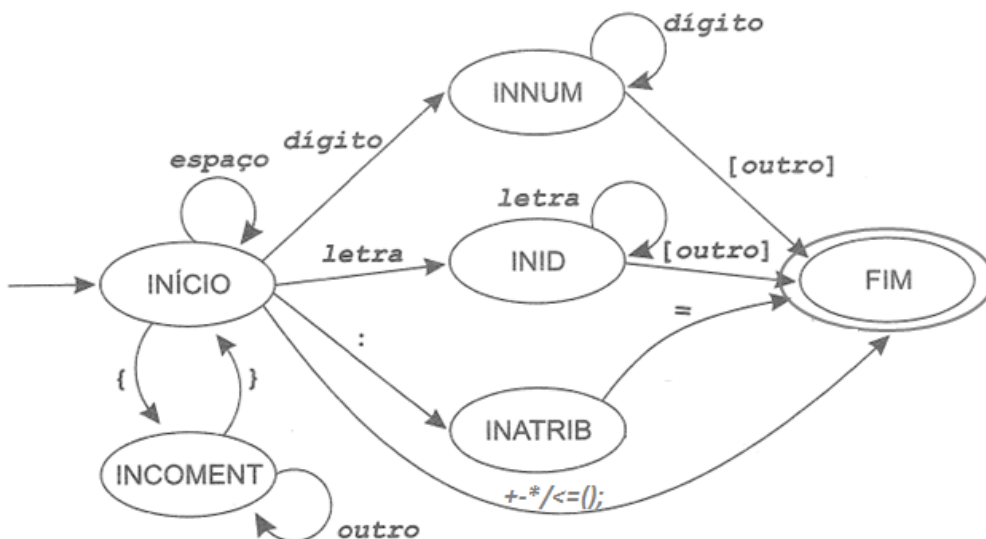 dígito
INNUM
dígito
espaço
[outro]
letra
letra
[outro]
INÍCIO
INID
FIM
=
:
{
}
INATRIB
INCOMENT
+-*/<=();
outro